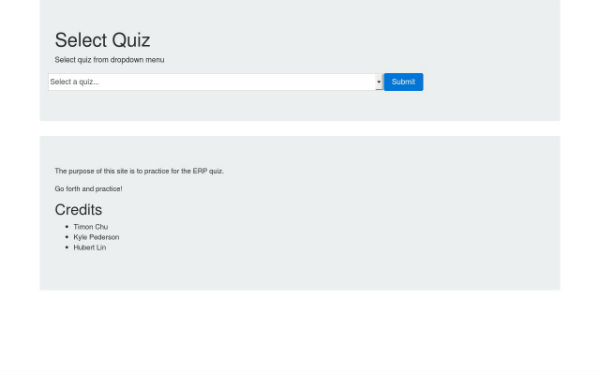 Select Quiz
Select quiz from dropdown menu
Select a quiz...
Submit
The purpose of this site is to practice for the ERP quiz.
Go forth and practice!
Credits
Timon Chu
Kyle Pederson
Hubert Lin